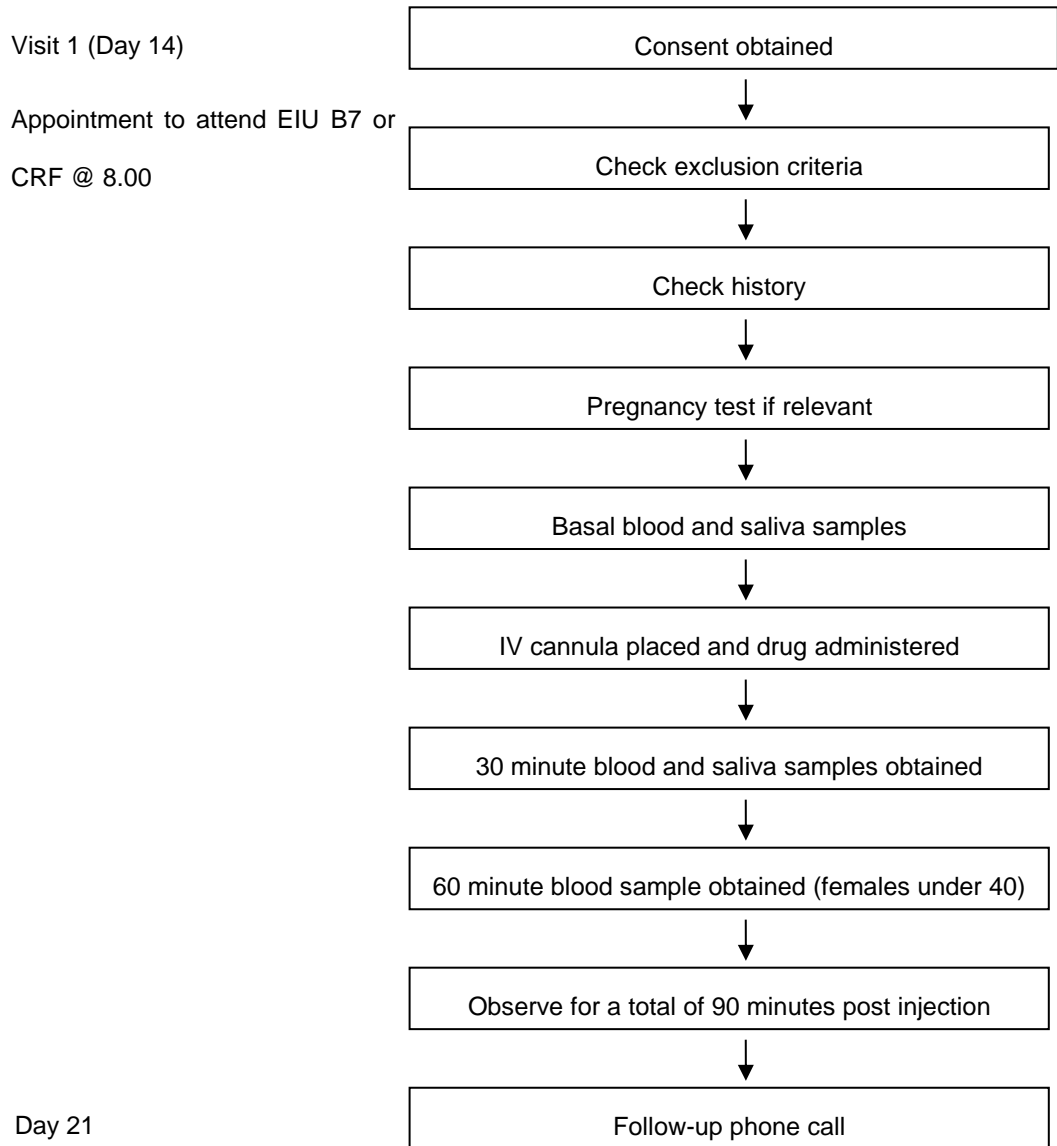 Visit 1 (Day 14)
Consent obtained
Appointment to attend EIU B7 or
CRF @ 8.00
Check exclusion criteria
Check history
Pregnancy test if relevant
Basal blood and saliva samples
IV cannula placed and drug administered
30 minute blood and saliva samples obtained
60 minute blood sample obtained (females under 40)
Observe for a total of 90 minutes post injection
Day 21
Follow-up phone call